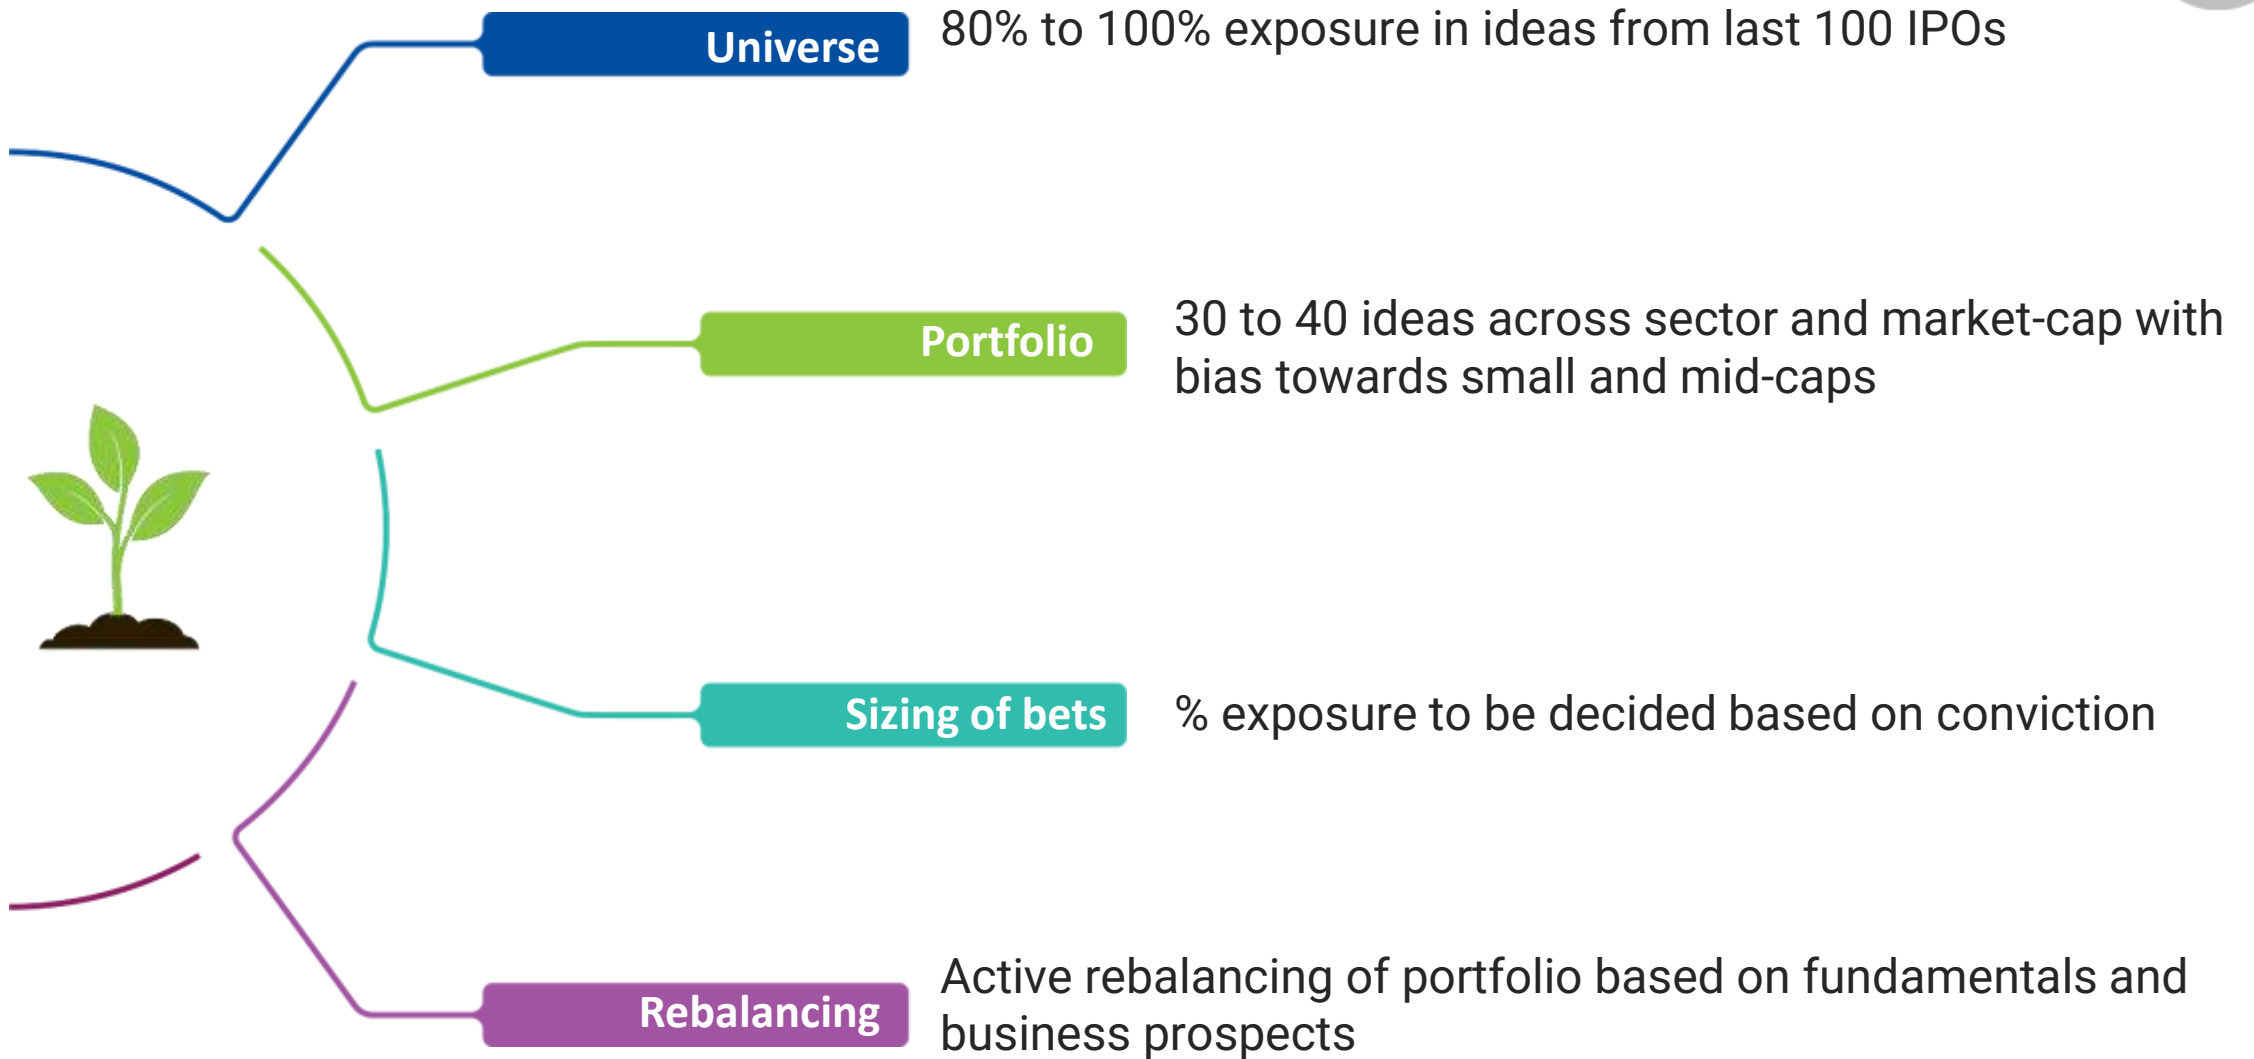 Universe
80% to 100% exposure in ideas from last 100 IPOs
Portfolio
30 to 40 ideas across sector and market-cap with
bias towards small and mid-caps
Sizing of bets
% exposure to be decided based on conviction
Rebalancing
Active rebalancing of portfolio based on fundamentals and
business prospects